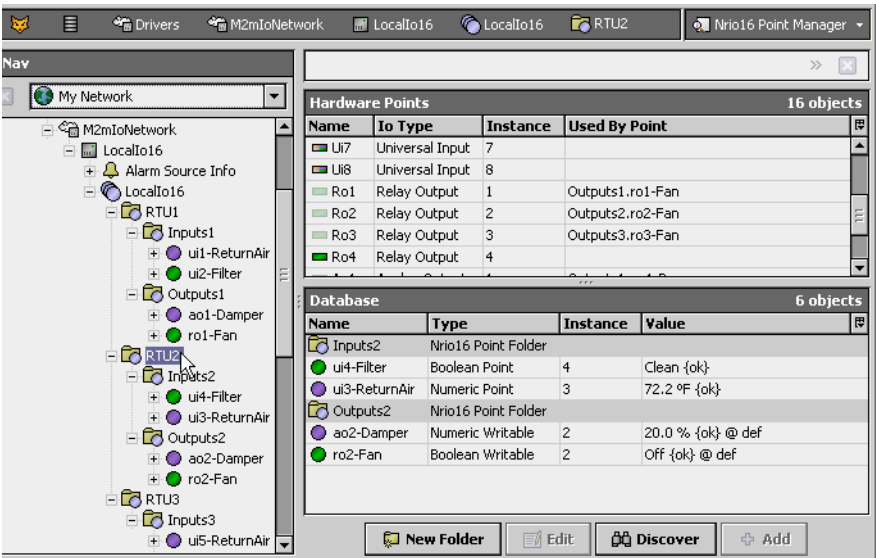 Drivers M2mIoNetwork LocalIo16 LocalIo16 RTU2 Nrio16 Point Manager
Nav
My Network
M2mIoNetwork
LocalIo16
Alarm Source Info
LocalIo16
RTU1
Inputs1
ui1-ReturnAir
ui2-Filter
Outputs1
ao1-Damper
ro1-Fan
RTU2
Inputs2
ui4-Filter
ui3-ReturnAir
Outputs2
ao2-Damper
ro2-Fan
RTU3
Inputs3
ui5-ReturnAir
Hardware Points 16 objects
Name Io Type Instance Used By Point
Ui7 Universal Input 7
Ui8 Universal Input 8
Ro1 Relay Output 1 Outputs1.ro1-Fan
Ro2 Relay Output 2 Outputs2.ro2-Fan
Ro3 Relay Output 3 Outputs3.ro3-Fan
Ro4 Relay Output 4
Database 6 objects
Name Type Instance Value
Inputs2 Nrio16 Point Folder
ui4-Filter Boolean Point 4 Clean {ok}
ui3-ReturnAir Numeric Point 3 72.2 ºF {ok}
Outputs2 Nrio16 Point Folder
ao2-Damper Numeric Writable 2 20.0 % {ok} @ def
ro2-Fan Boolean Writable 2 Off {ok} @ def
New Folder Edit Discover Add